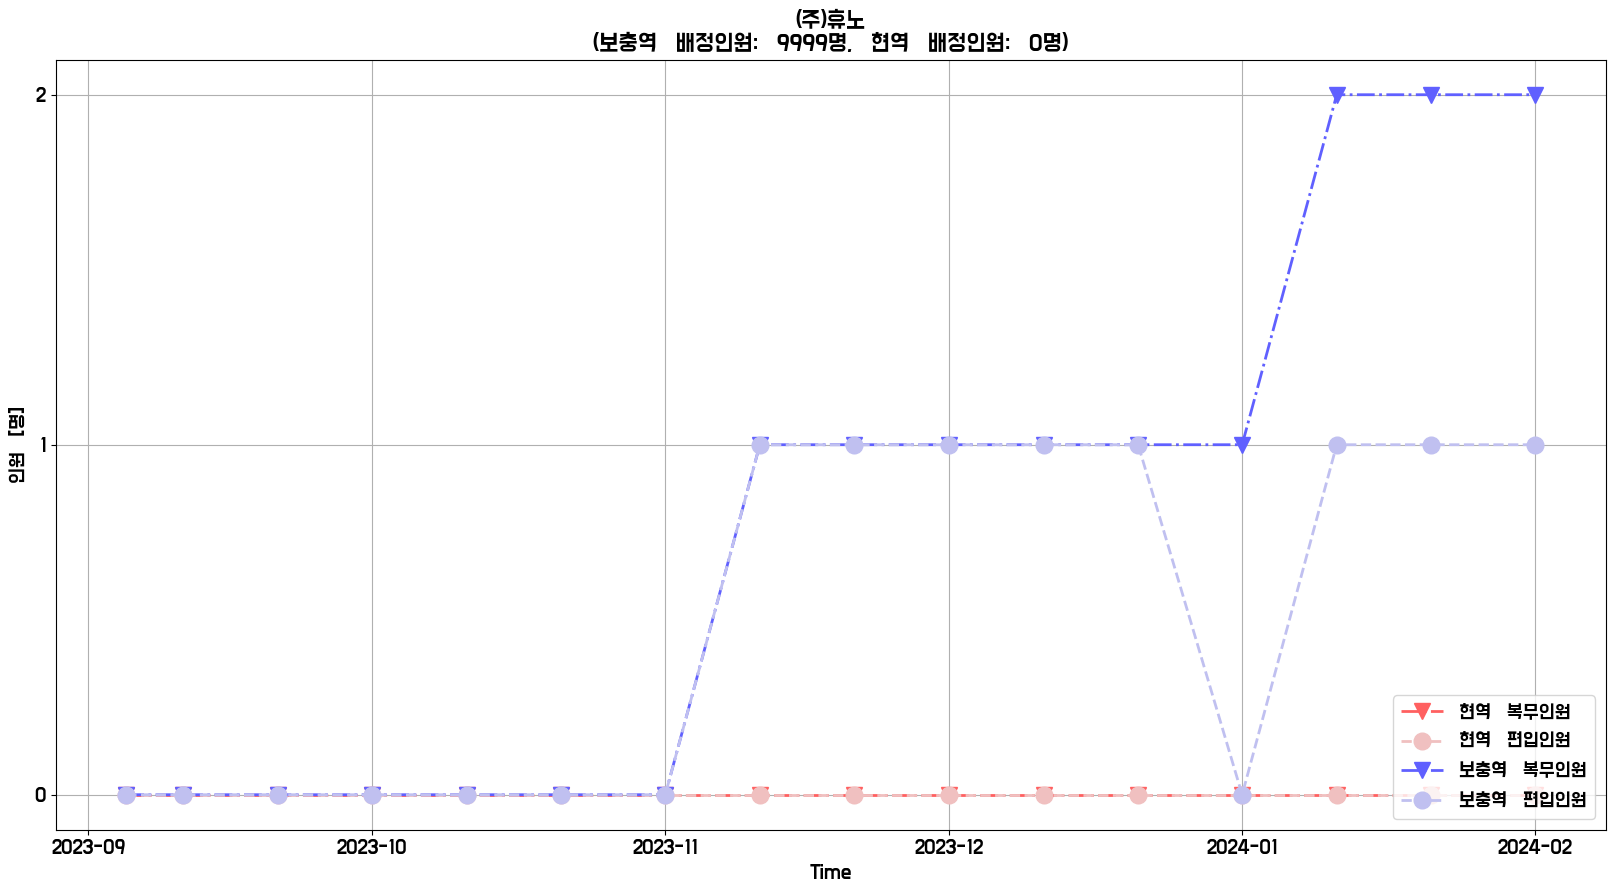 (주)휴노
(보충역 배정인원: 9999명, 현역 배정인원: 0명)
2
1
0
인원 [명]
2023-09
2023-10
2023-11
2023-12
2024-01
2024-02
Time
현역 복무인원
현역 편입인원
보충역 복무인원
보충역 편입인원